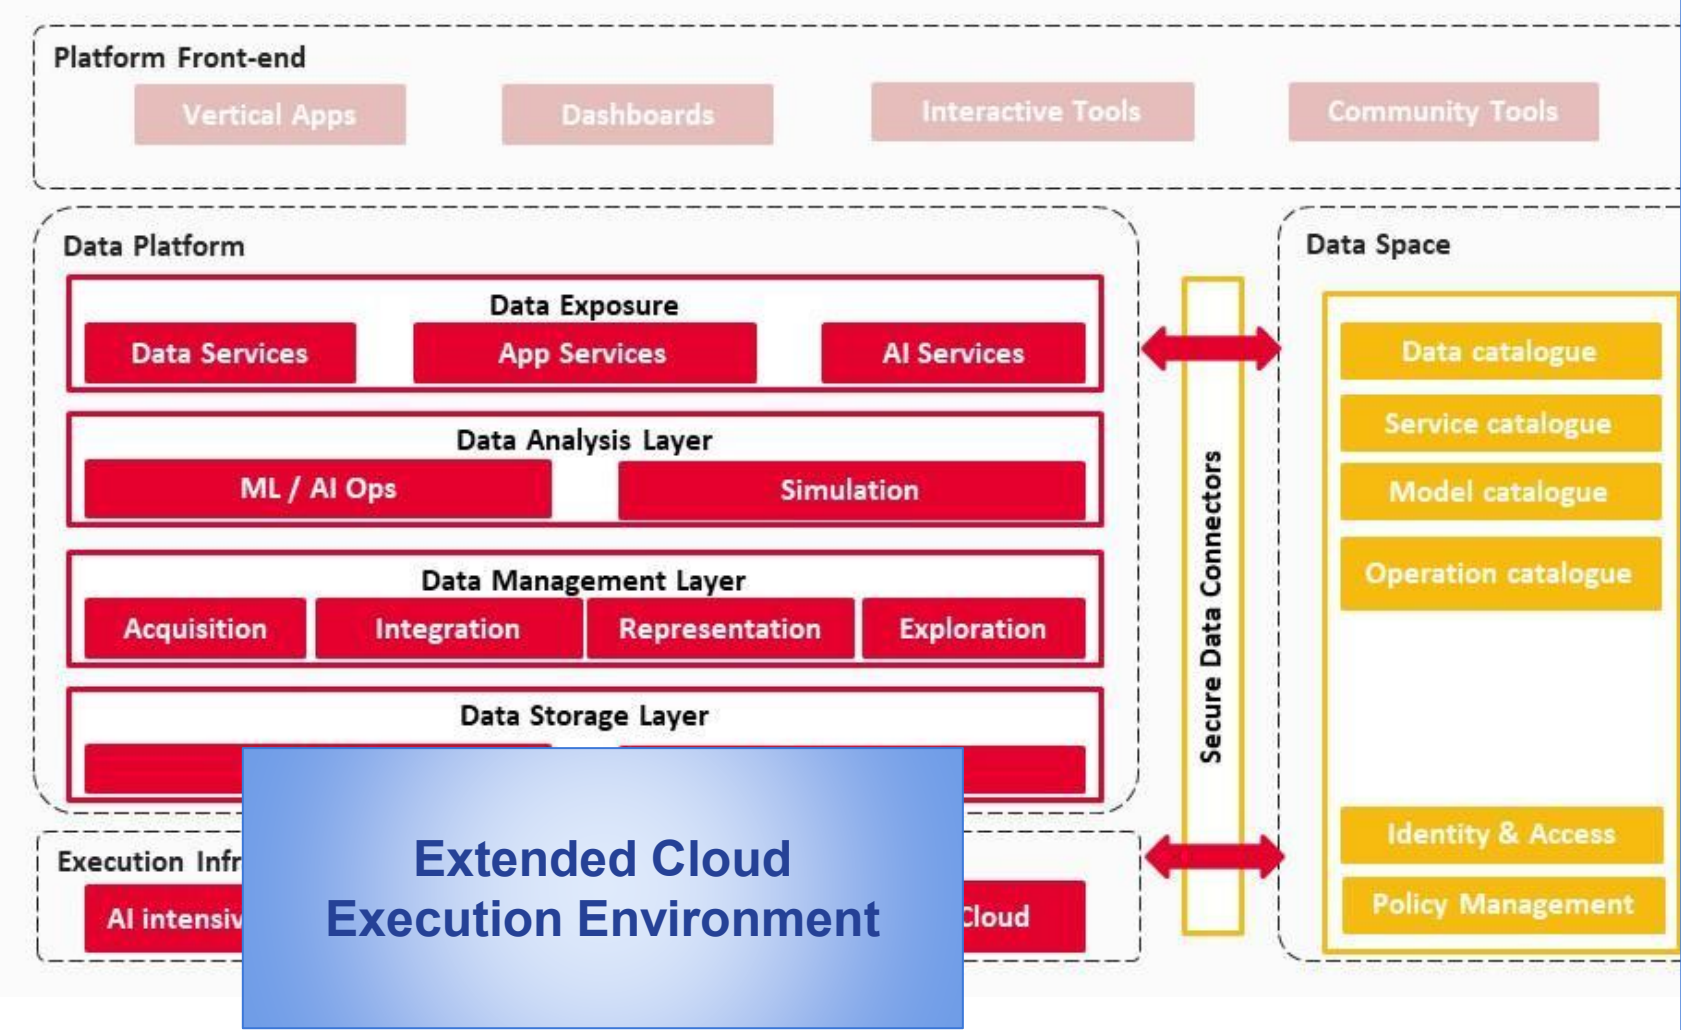 Platform Front-end
Vertical Apps
Dashboards
Interactive Tools
Community Tools
Data Platform
Data Exposure
Data Services
App Services
AI Services
Data Analysis Layer
ML / AI Ops
Simulation
Data Management Layer
Acquisition
Integration
Representation
Exploration
Data Storage Layer
Execution
AI
Cloud
Extended Cloud
Execution Environment
Secure Data Connectors
Data Space
Data catalogue
Service catalogue
Model catalogue
Operation catalogue
Identity & Access
Policy Management